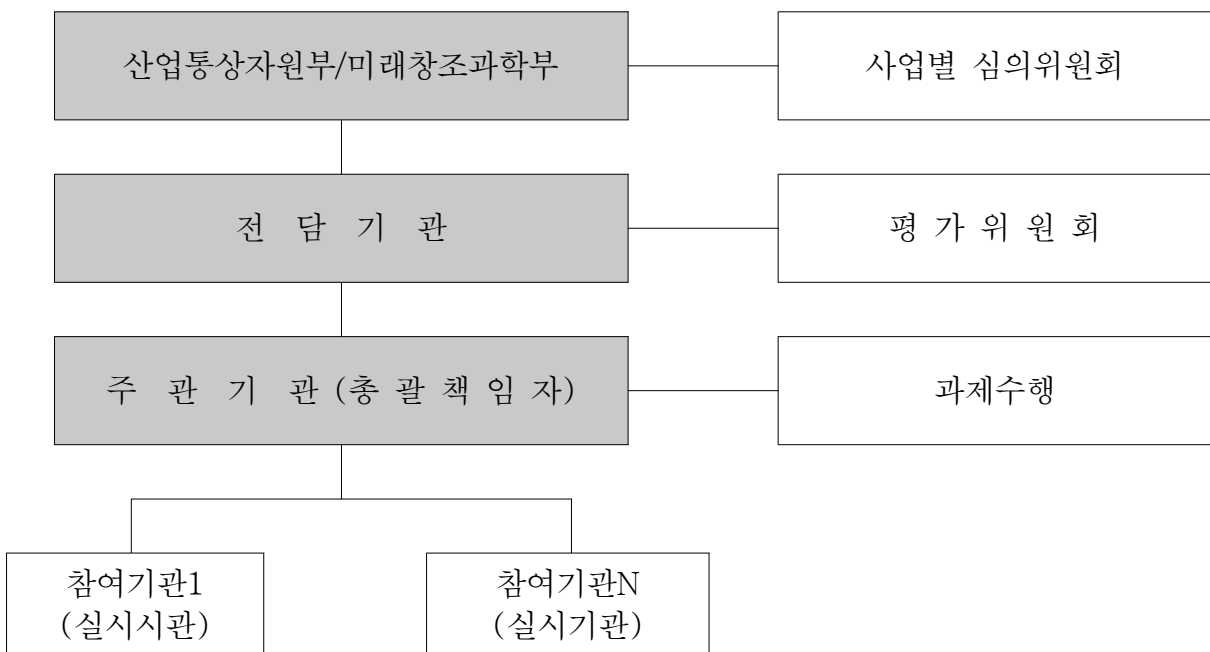 산업통상자원부/미래창조과학부
사업별 심의위원회
전 담 기 관
평 가 위 원 회
주 관 기 관 (총 괄 책 임 자)
과제수행
참여기관1
(실시시관)
참여기관N
(실시기관)